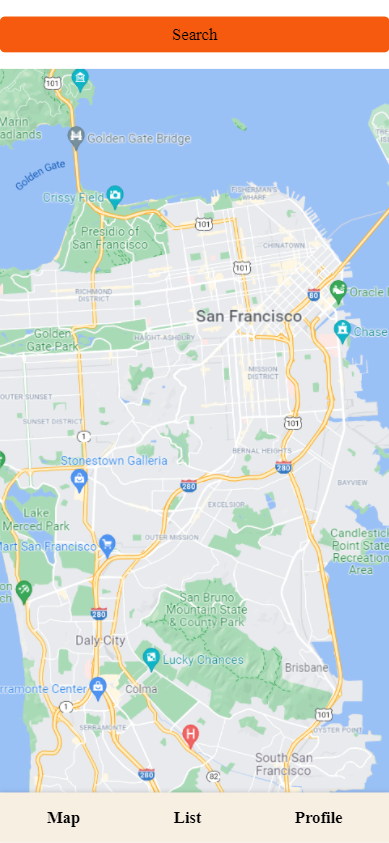 Search
101
Marin
adlands
Golden Gate Bridge
Golden Gate
Crissy Field
FISHERMAN'S
WHARF
Presidio of
San Francisco
101
CHINATOWN
101
RICHMOND
DISTRICT
80
Oracle
San Francisco
Golden
Gate Park
HAIGHT-ASHBURY
Chase
MISSION
DISTRICT
OUTER SUNSET
SUNSET DISTRICT
101
1
BERNAL HEIGHTS
Stonestown Galleria
280
280
BAYVIEW
EXCELSIOR
Lake
Merced Park
Candlestick
Point State
Recreation
Area
OUTER MISSION
Mart San Francisco
on
ch
San Bruno
Mountain State
& County Park
280
Daly City
Lucky Chances
Brisbane
rramonte Center
Colma
1
101
SERRAMONTE
OYSTER POINT
H
South San
Francisco
280
82
Map
List
Profile